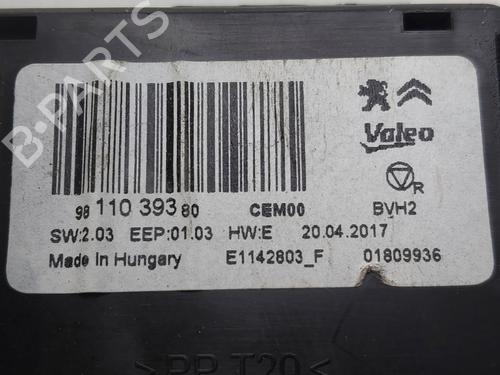 Valeo
R
98 110 393 80 CEM00 BVH2
SW:2.03 EEP:01.03 HW:E 20.04.2017
Made In Hungary E1142803_F 01809936
>PP T20<
B-PARTS